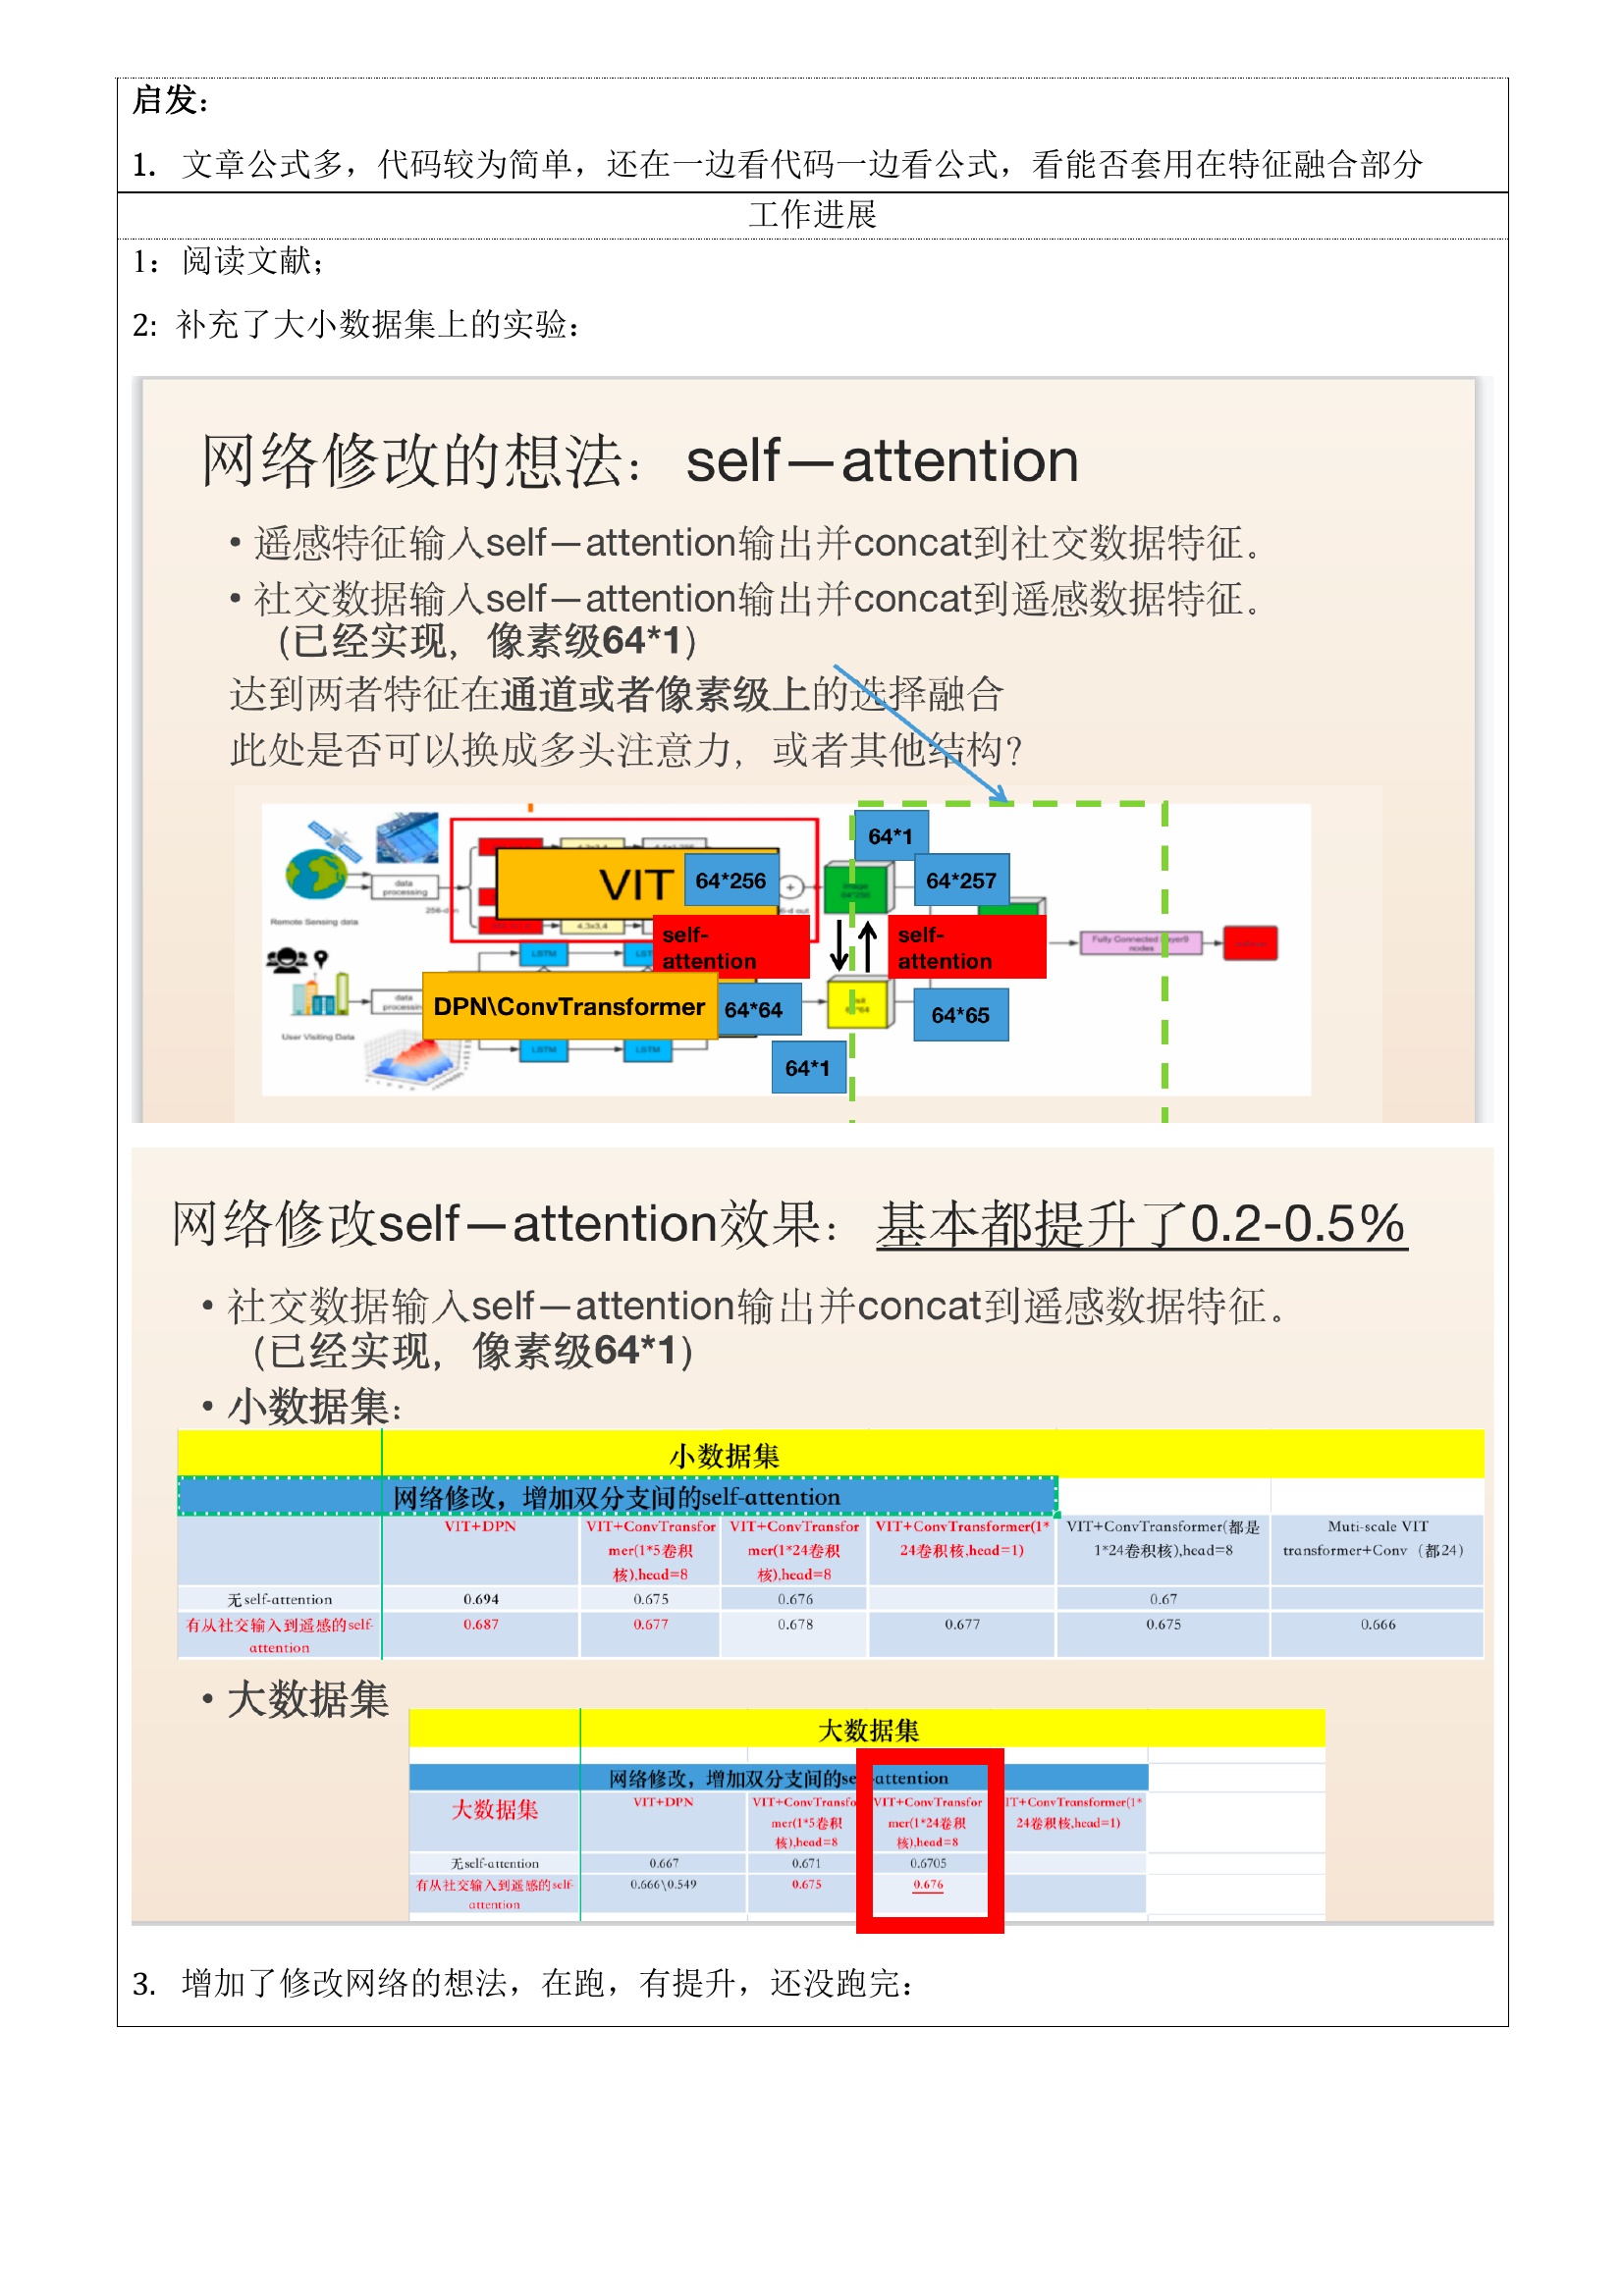 启发：
1. 文章公式多，代码较为简单，还在一边看代码一边看公式，看能否套用在特征融合部分
工作进展
1：阅读文献；
2：补充了大小数据集上的实验：
网络修改的想法： self—attention
• 遥感特征输入self—attention输出并concat到社交数据特征。
• 社交数据输入self—attention输出并concat到遥感数据特征。
（已经实现，像素级64*1）
达到两者特征在通道或者像素级上的选择融合
此处是否可以换成多头注意力，或者其他结构？
64*1
data processing
VIT
64*256
64*257
Remote Sensing data
self-attention
self-attention
Fully Connected
LSTM
data
DPN\ConvTransformer
64*64
64*65
User Visiting Data
LSTM
LSTM
64*1
网络修改self—attention效果： 基本都提升了0.2-0.5%
• 社交数据输入self—attention输出并concat到遥感数据特征。
（已经实现，像素级64*1）
• 小数据集：
小数据集
网络修改，增加双分支间的self-attention
VIT+DPN VIT+ConvTransformer(1*5卷积核),head=8 VIT+ConvTransformer(1*24卷积核),head=8 VIT+ConvTransformer(1*24卷积核,head=1) VIT+ConvTransformer(都是1*24卷积核),head=8 Muti-scale VIT transformer+Conv（都24）
无self-attention 0.694 0.675 0.676 0.67
有从社交输入到遥感的self-attention 0.687 0.677 0.678 0.677 0.675 0.666
• 大数据集
大数据集
网络修改，增加双分支间的se attention
大数据集 VIT+DPN VIT+ConvTransfo mer(1*5卷积核),head=8 VIT+ConvTransformer(1*24卷积核),head=8 IT+ConvTransformer(1*24卷积核,head=1)
无self-attention 0.667 0.671 0.6705
有从社交输入到遥感的self-attention 0.666\0.549 0.675 0.676
3. 增加了修改网络的想法，在跑，有提升，还没跑完：